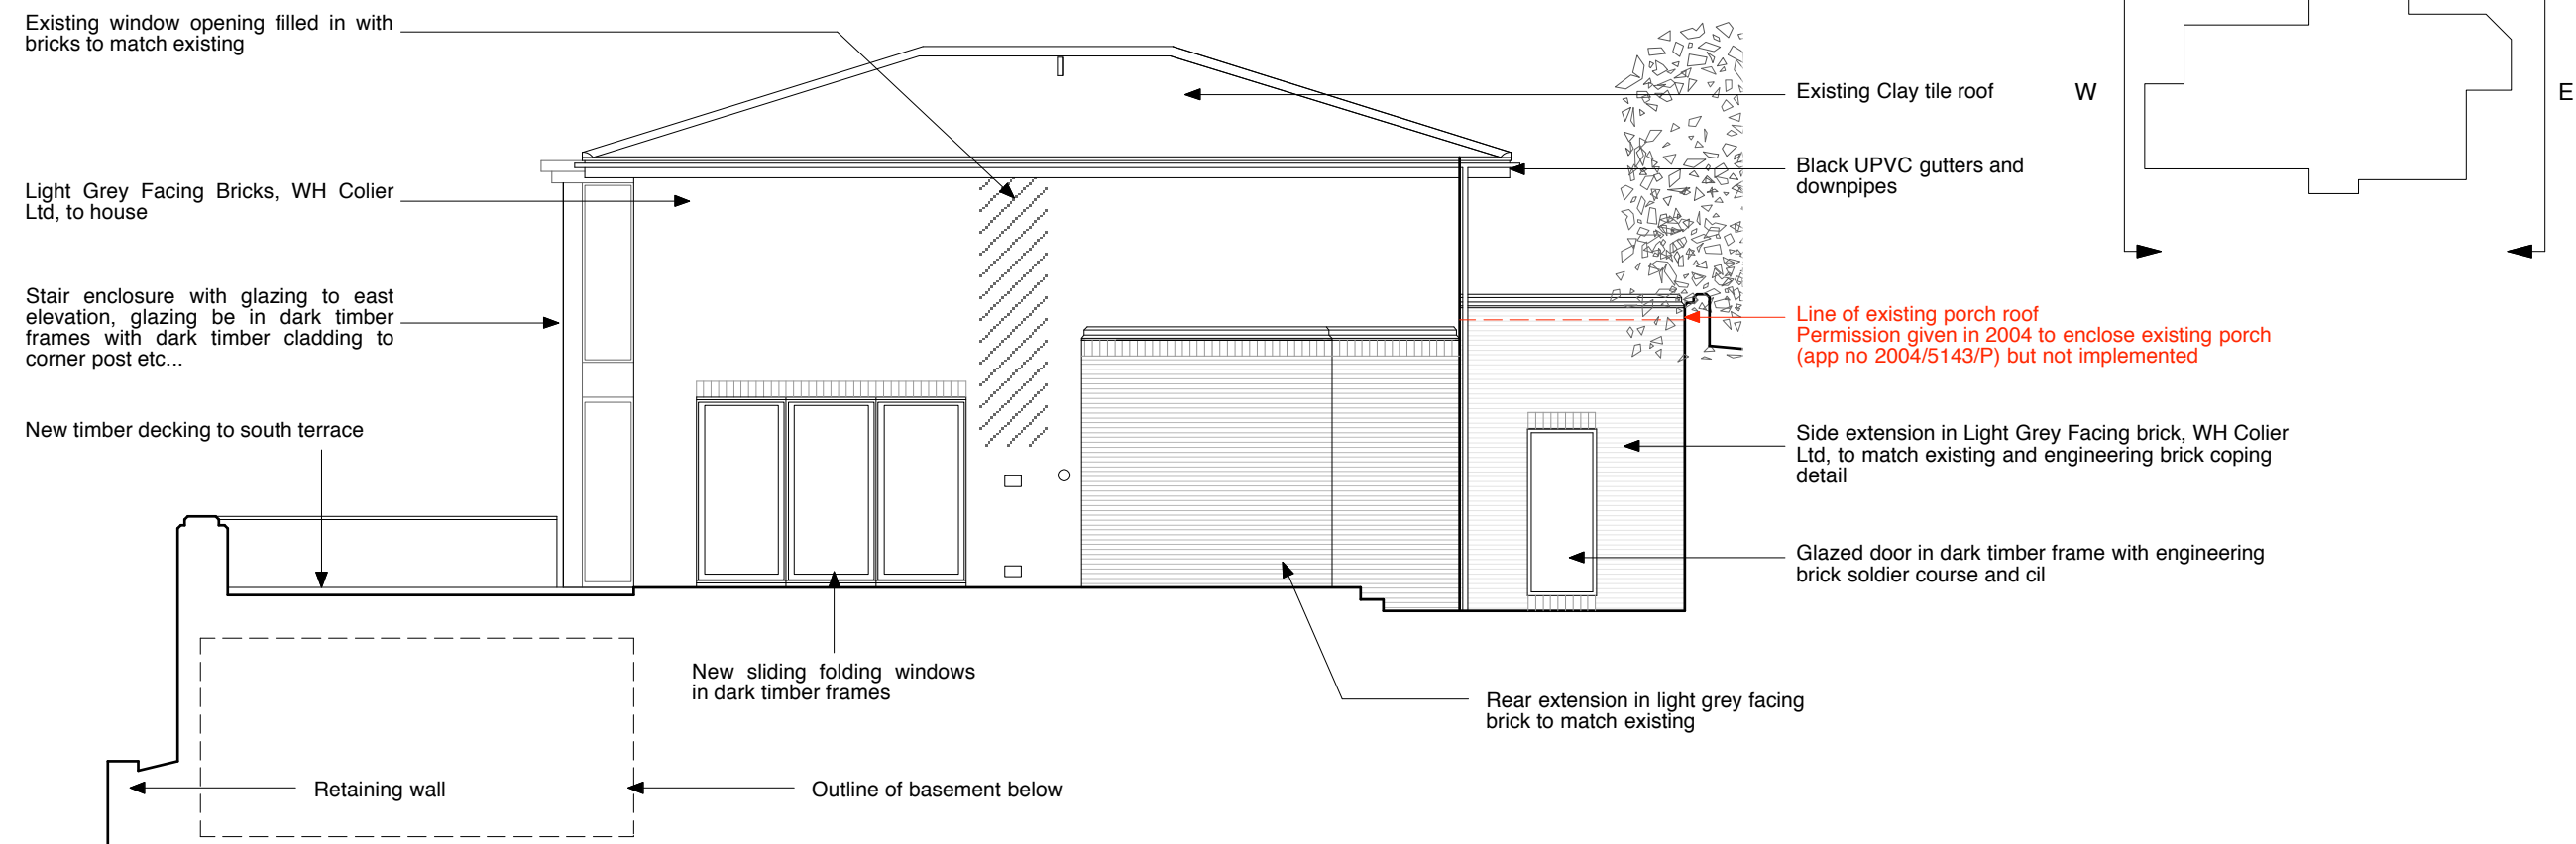 Existing window opening filled in with
bricks to match existing
Light Grey Facing Bricks, WH Colier
Ltd, to house
Stair enclosure with glazing to east
elevation, glazing be in dark timber
frames with dark timber cladding to
corner post etc...
New timber decking to south terrace
New sliding folding windows
in dark timber frames
Retaining wall
Outline of basement below
Existing Clay tile roof
Black UPVC gutters and
downpipes
Line of existing porch roof
Permission given in 2004 to enclose existing porch
(app no 2004/5143/P) but not implemented
Side extension in Light Grey Facing brick, WH Colier
Ltd, to match existing and engineering brick coping
detail
Glazed door in dark timber frame with engineering
brick soldier course and cil
Rear extension in light grey facing
brick to match existing
W
E